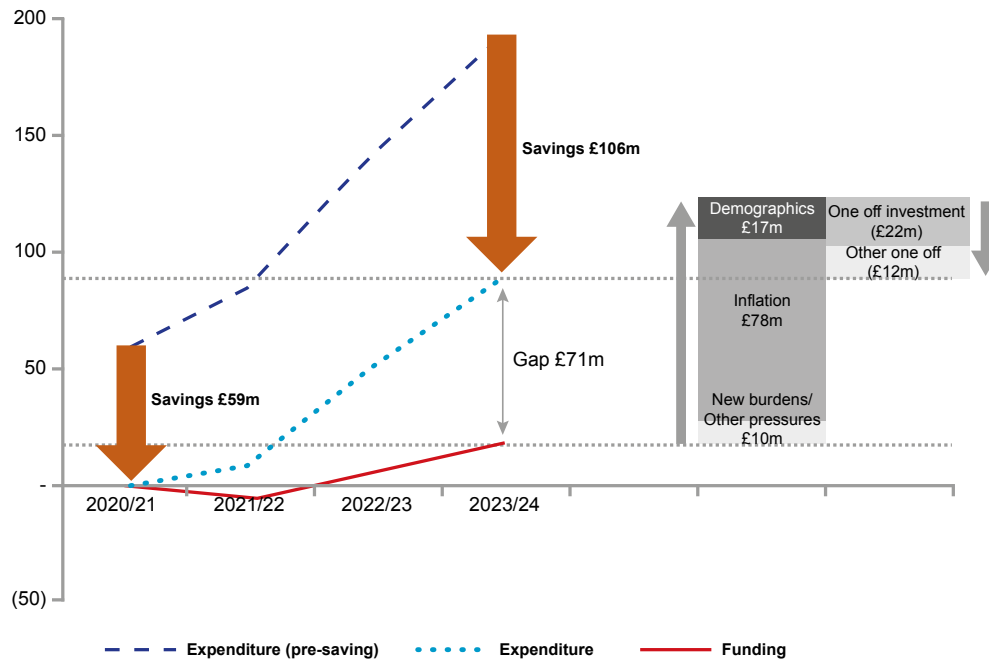 200
150
100
50
-
(50)
Savings £106m
Savings £59m
Gap £71m
Demographics
£17m
One off investment
(£22m)
Other one off
(£12m)
Inflation
£78m
New burdens/
Other pressures
£10m
2020/21
2021/22
2022/23
2023/24
Expenditure (pre-saving)
Expenditure
Funding